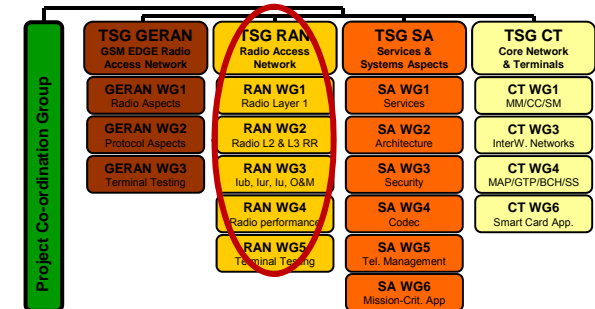 Project Co-ordination Group
TSG GERAN
GSM EDGE Radio
Access Network
GERAN WG1
Radio Aspects
GERAN WG2
Protocol Aspects
GERAN WG3
Terminal Testing
TSG RAN
Radio Access
Network
RAN WG1
Radio Layer 1
RAN WG2
Radio L2 & L3 RR
RAN WG3
Iub, Iur, Iu, O&M
RAN WG4
Radio performance
RAN WG5
Terminal Testing
TSG SA
Services &
Systems Aspects
SA WG1
Services
SA WG2
Architecture
SA WG3
Security
SA WG4
Codec
SA WG5
Tel. Management
SA WG6
Mission-Crit. App
TSG CT
Core Network
& Terminals
CT WG1
MM/CC/SM
CT WG3
InterW. Networks
CT WG4
MAP/GTP/BCH/SS
CT WG6
Smart Card App.